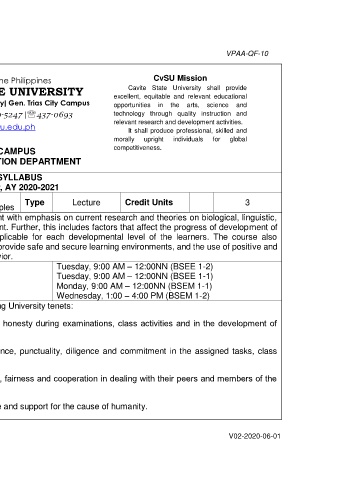 VPAA-QF-10
he Philippines
E UNIVERSITY
y| Gen. Trias City Campus
-5247 |☏437-0693
u.edu.ph
CAMPUS
TION DEPARTMENT
CvSU Mission
Cavite State University shall provide
excellent, equitable and relevant educational
opportunities in the arts, science and
technology through quality instruction and
relevant research and development activities.
It shall produce professional, skilled and
morally upright individuals for global
competitiveness.
SYLLABUS
, AY 2020-2021
ples Type Lecture Credit Units 3
nt with emphasis on current research and theories on biological, linguistic,
nt. Further, this includes factors that affect the progress of development of
plicable for each developmental level of the learners. The course also
provide safe and secure learning environments, and the use of positive and
vior.
Tuesday, 9:00 AM – 12:00NN (BSEE 1-2)
Tuesday, 9:00 AM – 12:00NN (BSEE 1-1)
Monday, 9:00 AM – 12:00NN (BSEM 1-1)
Wednesday, 1:00 – 4:00 PM (BSEM 1-2)
ng University tenets:
honesty during examinations, class activities and in the development of
nce, punctuality, diligence and commitment in the assigned tasks, class
, fairness and cooperation in dealing with their peers and members of the
e and support for the cause of humanity.
V02-2020-06-01